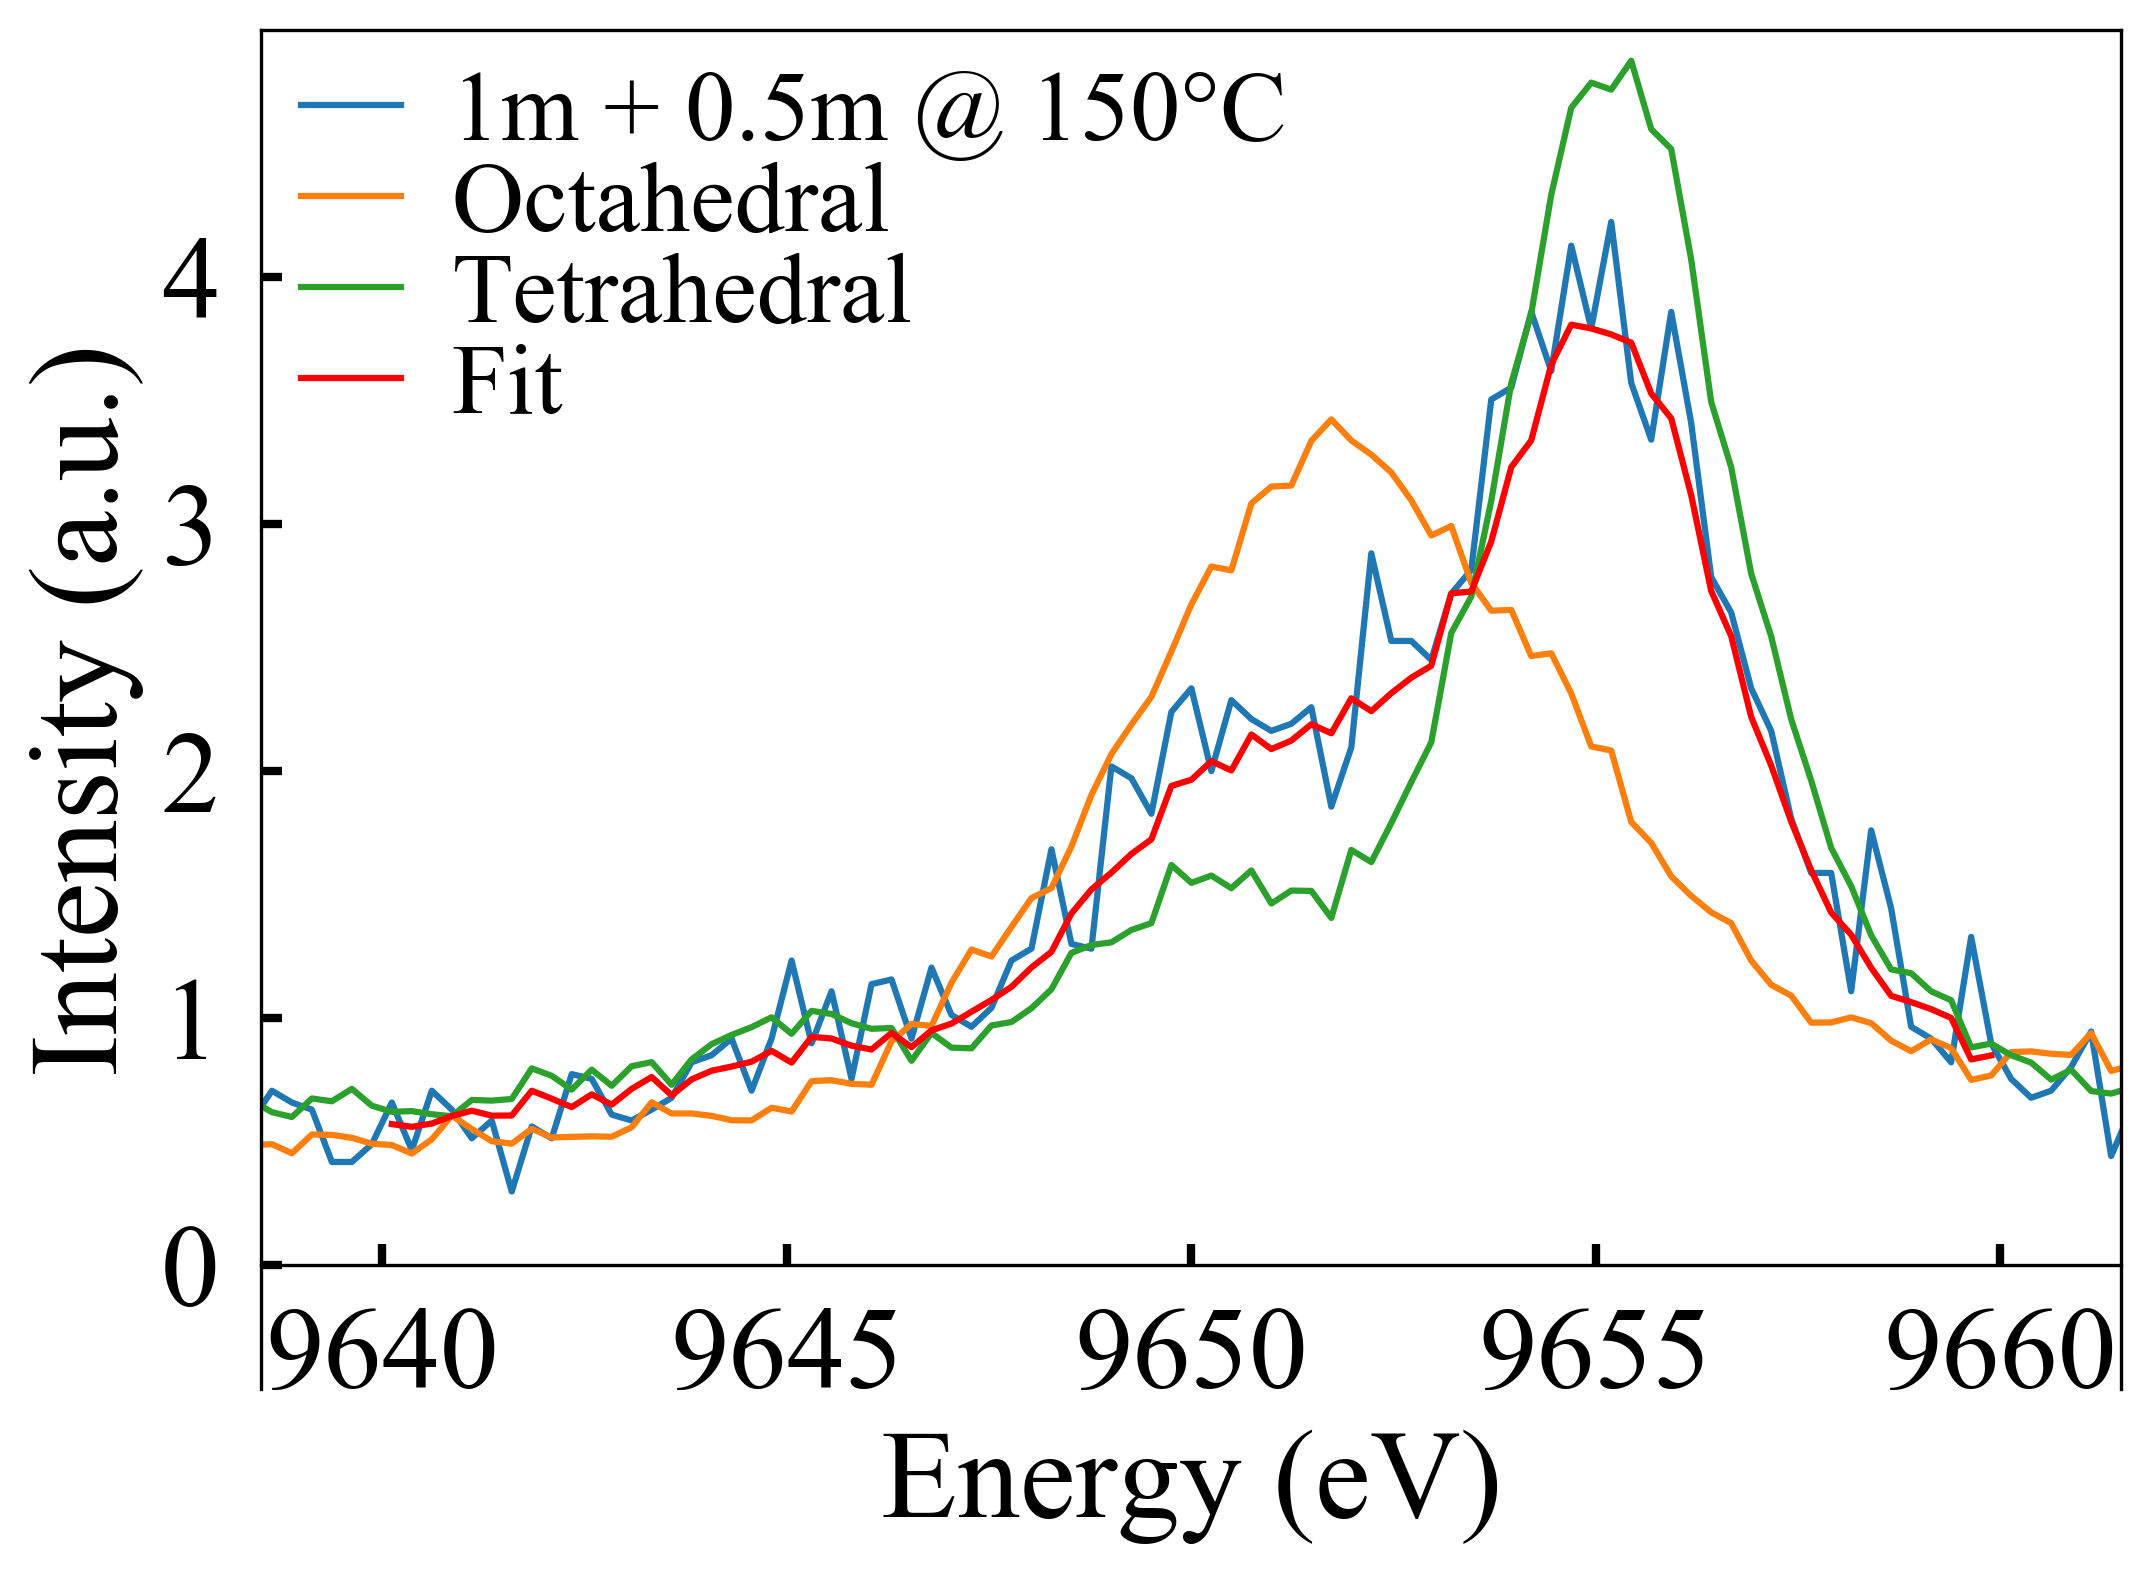 1m + 0.5m @ 150°C
Octahedral
Tetrahedral
Fit
Intensity (a.u.)
4
3
2
1
0
9640 9645 9650 9655 9660
Energy (eV)